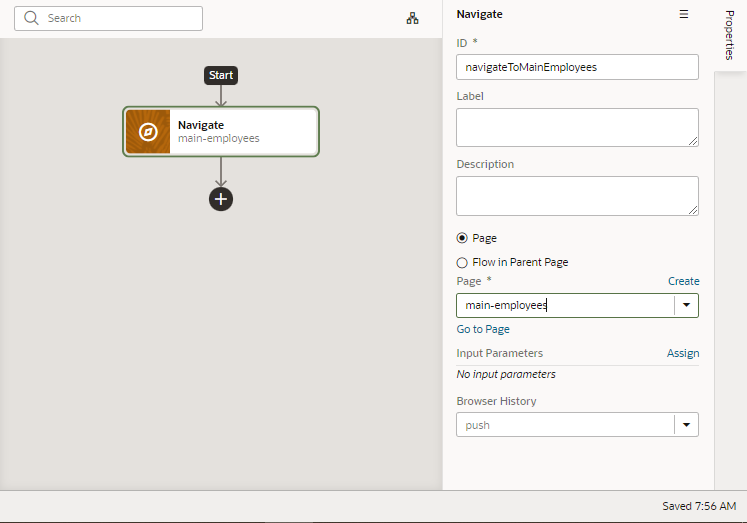 Search
Start
Navigate
main-employees
Navigate
ID *
navigateToMainEmployees
Label
Description
Page
Flow in Parent Page
Page *
Create
main-employees
Go to Page
Input Parameters
Assign
No input parameters
Browser History
push
Properties
Saved 7:56 AM